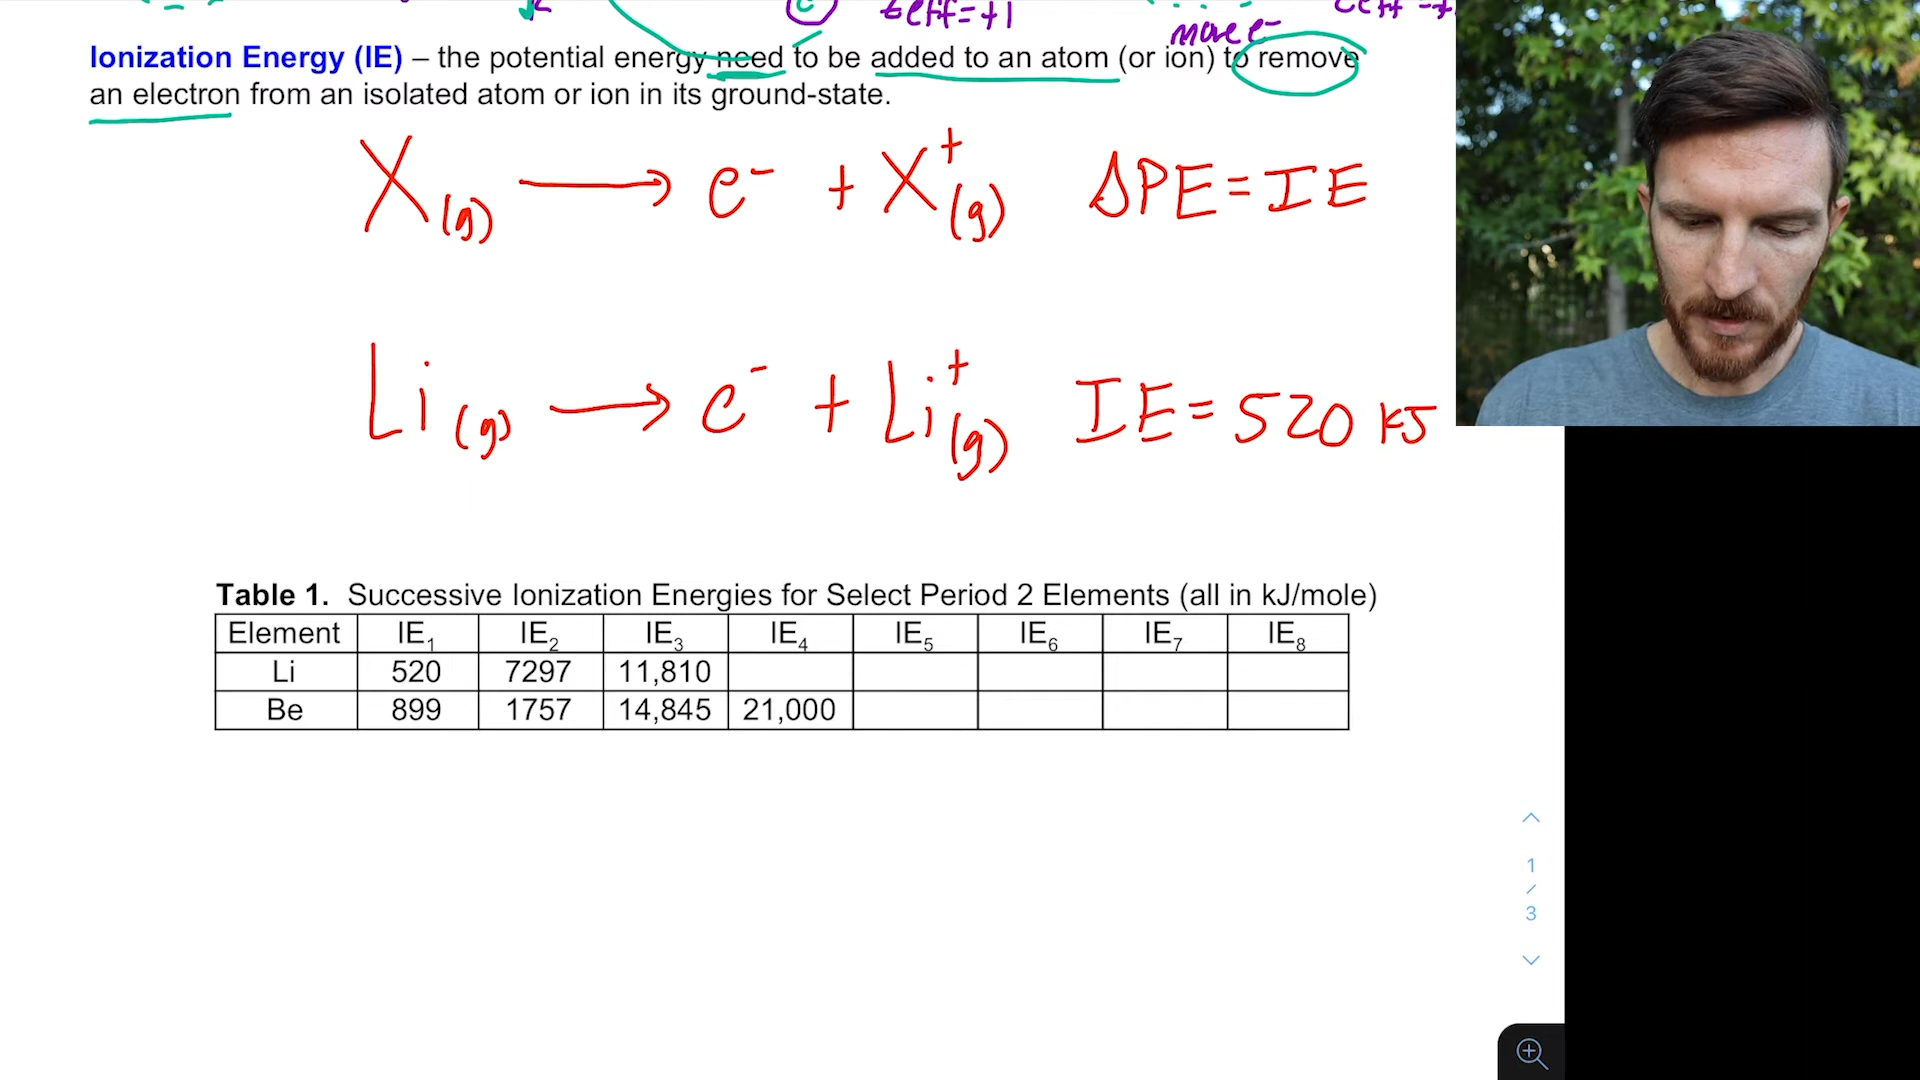 zeff=+1
more e⁻
Ionization Energy (IE) – the potential energy need to be added to an atom (or ion) to remove
an electron from an isolated atom or ion in its ground-state.
X(g) → e⁻ + X⁺(g) ΔPE = IE
Li(g) → e⁻ + Li⁺(g) IE = 520 kJ
Table 1. Successive Ionization Energies for Select Period 2 Elements (all in kJ/mole)
Element IE₁ IE₂ IE₃ IE₄ IE₅ IE₆ IE₇ IE₈
Li 520 7297 11,810
Be 899 1757 14,845 21,000
1
/
3